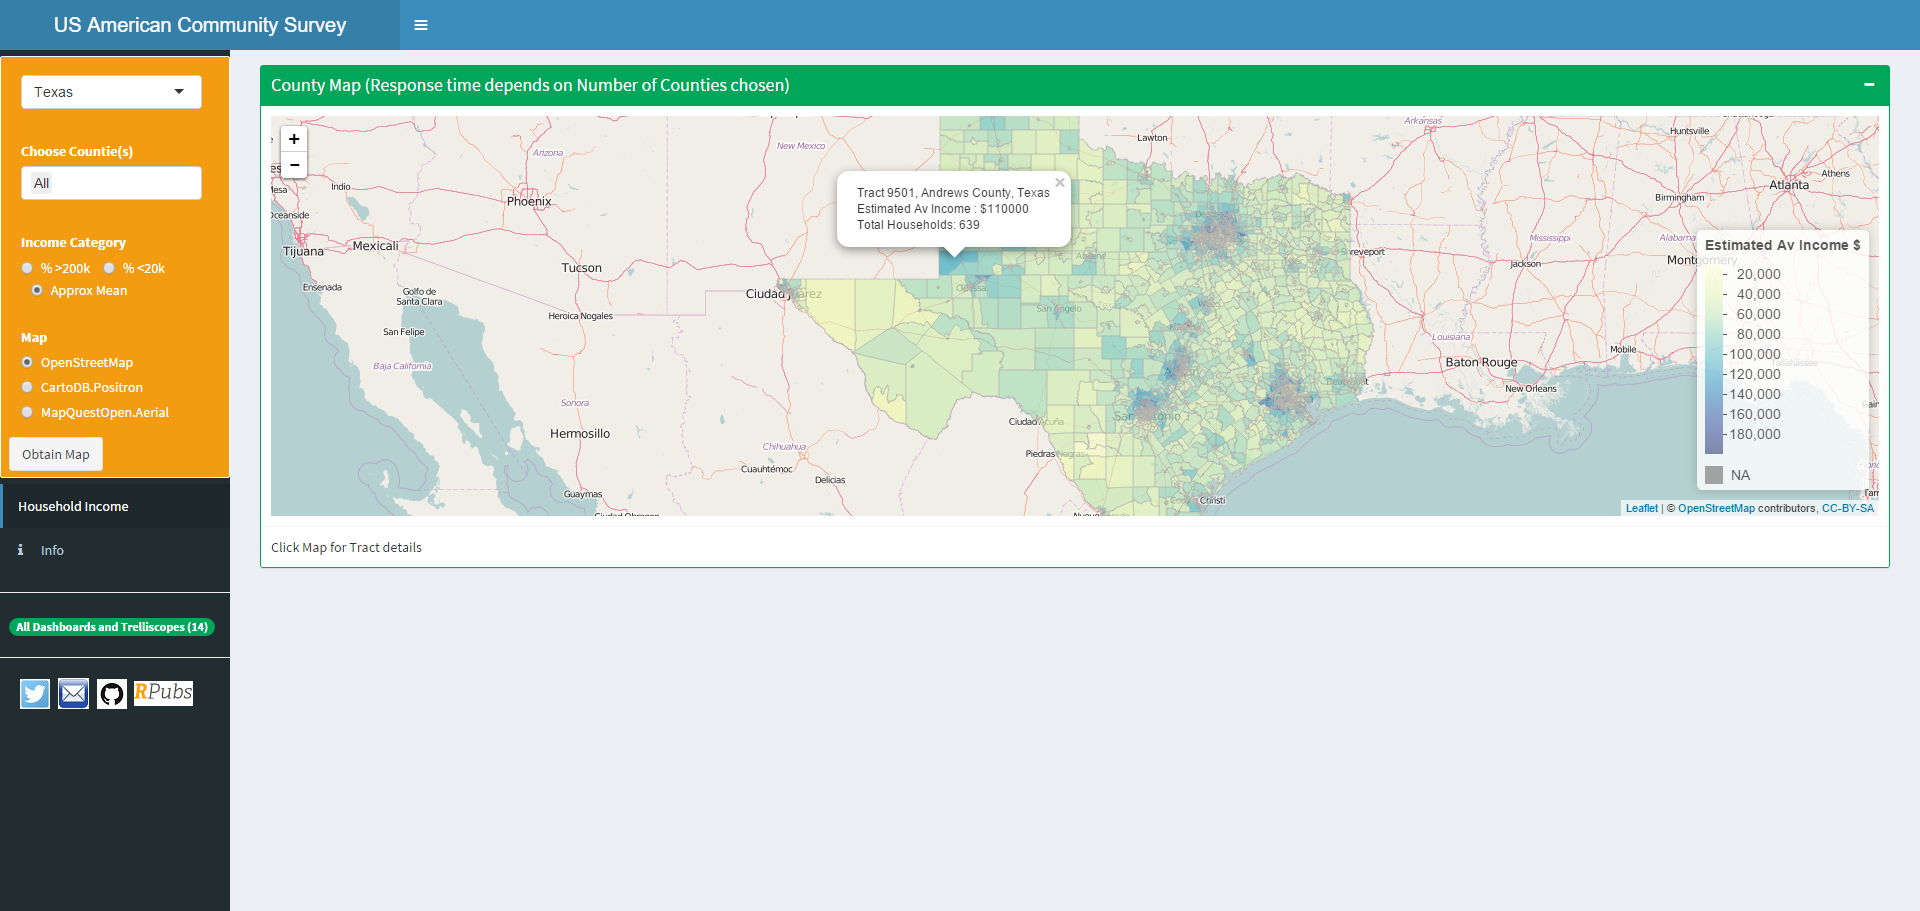 US American Community Survey
Texas
Choose Countie(s)
All
Income Category
% >200k
% <20k
Approx Mean
Map
OpenStreetMap
CartoDB.Positron
MapQuestOpen.Aerial
Obtain Map
Household Income
Info
All Dashboards and Trelliscopes (14)
RPubs
County Map (Response time depends on Number of Counties chosen)
+
−
Tract 9501, Andrews County, Texas
Estimated Av Income : $110000
Total Households: 639
×
Arizona
New Mexico
Lawton
Arkansas
Huntsville
Indio
Phoenix
Birmingham
Atlanta
Athens
Oceanside
Tijuana
Mexicali
Tucson
Mississippi
Alabama
Montgomery
Jackson
Ensenada
Golfo de
Santa Clara
Heroica Nogales
Odessa
Abilene
San Angelo
San Felipe
Louisiana
Mobile
Baton Rouge
New Orleans
Baja California
Sonora
Hermosillo
Chihuahua
Cuauhtémoc
Delicias
Guaymas
Ciudad Obregon
Ciudad Juárez
Ciudad Acuña
Piedras Negras
San Antonio
Beaumont
Christi
Estimated Av Income $
20,000
40,000
60,000
80,000
100,000
120,000
140,000
160,000
180,000
NA
Leaflet | © OpenStreetMap contributors, CC-BY-SA
Click Map for Tract details